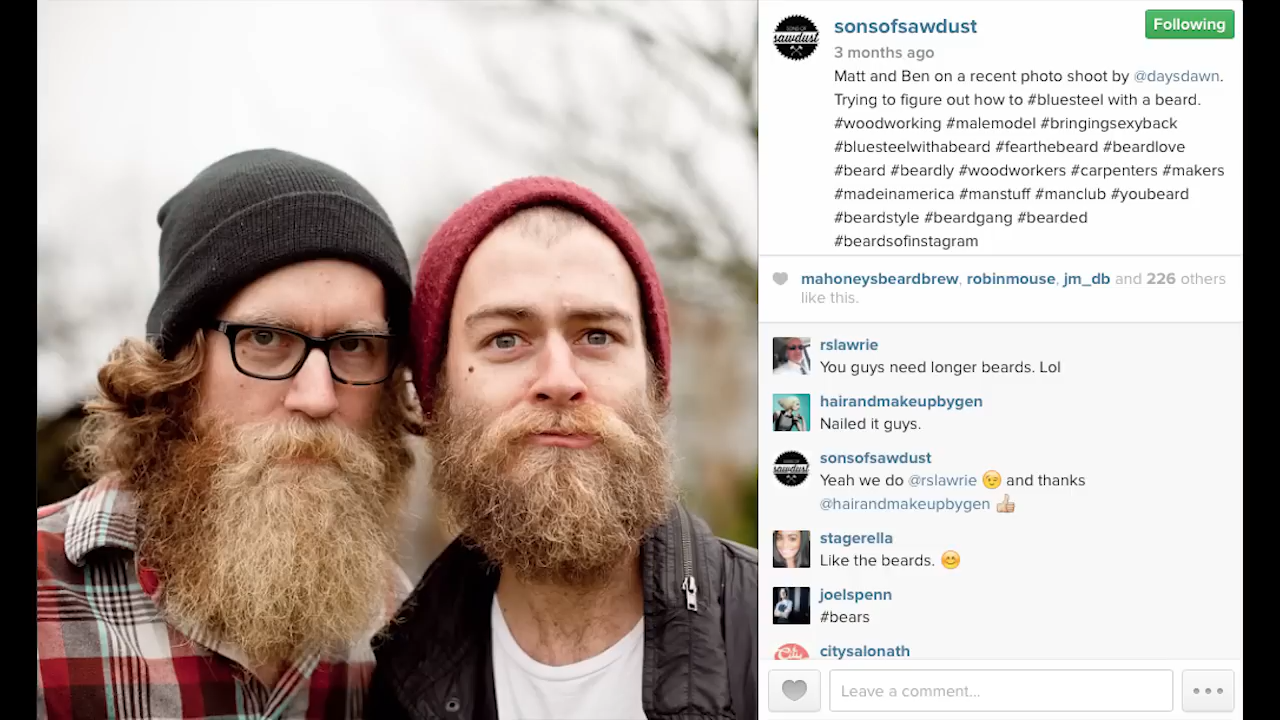 sonsofsawdust
Following
3 months ago
Matt and Ben on a recent photo shoot by @daysdawn.
Trying to figure out how to #bluesteel with a beard.
#woodworking #malemodel #bringingsexyback
#bluesteelwithabeard #fearthebeard #beardlove
#beard #beardly #woodworkers #carpenters #makers
#madeinamerica #manstuff #manclub #youbeard
#beardstyle #beardgang #bearded
#beardsofinstagram
mahoneysbeardbrew, robinmouse, jm_db and 226 others
like this.
rslawrie
You guys need longer beards. Lol
hairandmakeupbygen
Nailed it guys.
sonsofsawdust
Yeah we do @rslawrie 😉 and thanks
@hairandmakeupbygen 👍
stagerella
Like the beards. 😊
joelspenn
#bears
citysalonath
Leave a comment...